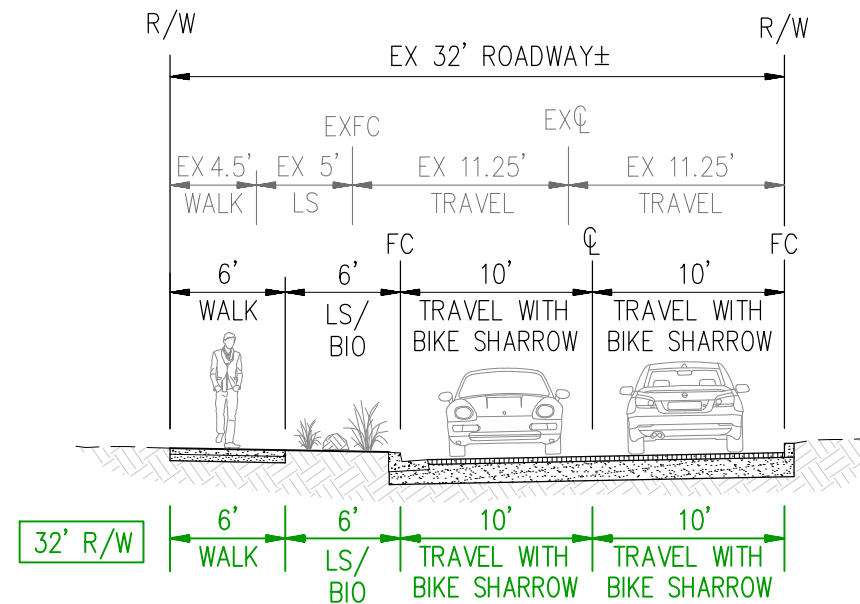 R/W
R/W
EX 32' ROADWAY±
EXFC
EX℄
EX 4.5'
EX 5'
EX 11.25'
EX 11.25'
WALK
LS
TRAVEL
TRAVEL
FC
℄
FC
6'
6'
10'
10'
WALK
LS/
BIO
TRAVEL WITH
BIKE SHARROW
TRAVEL WITH
BIKE SHARROW
32' R/W
6'
6'
10'
10'
WALK
LS/
BIO
TRAVEL WITH
BIKE SHARROW
TRAVEL WITH
BIKE SHARROW